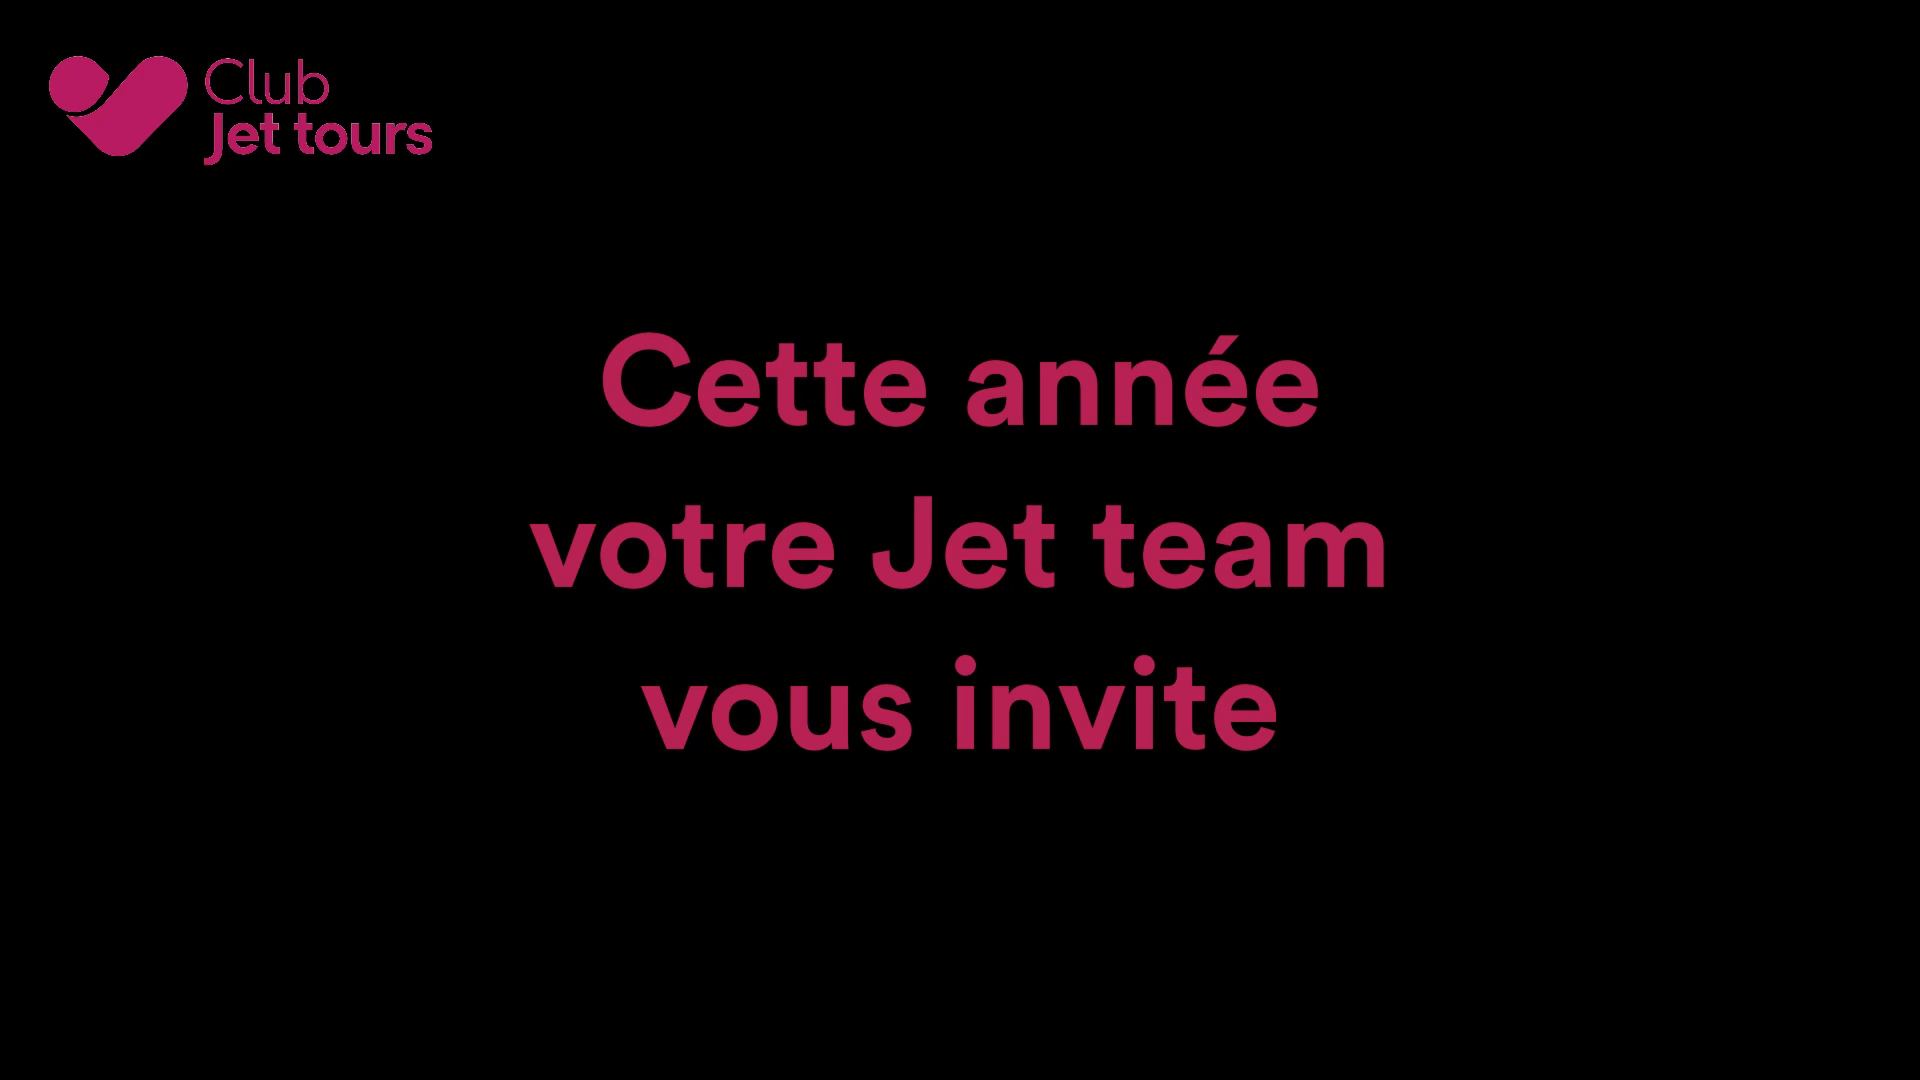 Club
Jet tours
Cette année
votre Jet team
vous invite